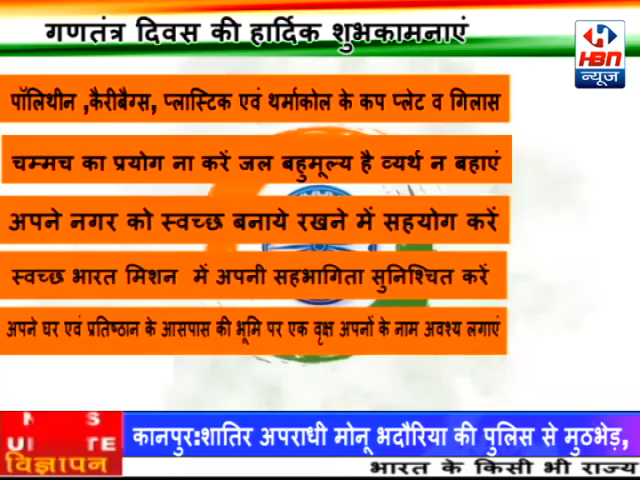 गणतंत्र दिवस की हार्दिक शुभकामनाएं
HBN
न्यूज
पॉलिथीन ,कैरीबैग्स, प्लास्टिक एवं थर्माकोल के कप प्लेट व गिलास
चम्मच का प्रयोग ना करें जल बहुमूल्य है व्यर्थ न बहाएं
अपने नगर को स्वच्छ बनाये रखने में सहयोग करें
स्वच्छ भारत मिशन में अपनी सहभागिता सुनिश्चित करें
अपने घर एवं प्रतिष्ठान के आसपास की भूमि पर एक वृक्ष अपनों के नाम अवश्य लगाएं
कानपुर:शातिर अपराधी मोनू भदौरिया की पुलिस से मुठभेड़,
विज्ञापन
भारत के किसी भी राज्य